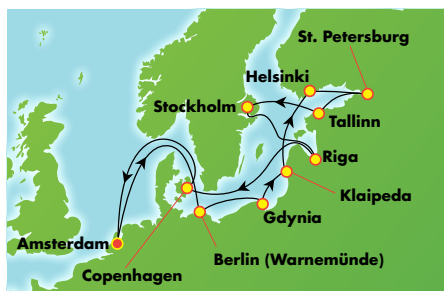 St. Petersburg
Helsinki
Stockholm
Tallinn
Riga
Klaipeda
Gdynia
Amsterdam
Berlin (Warnemünde)
Copenhagen